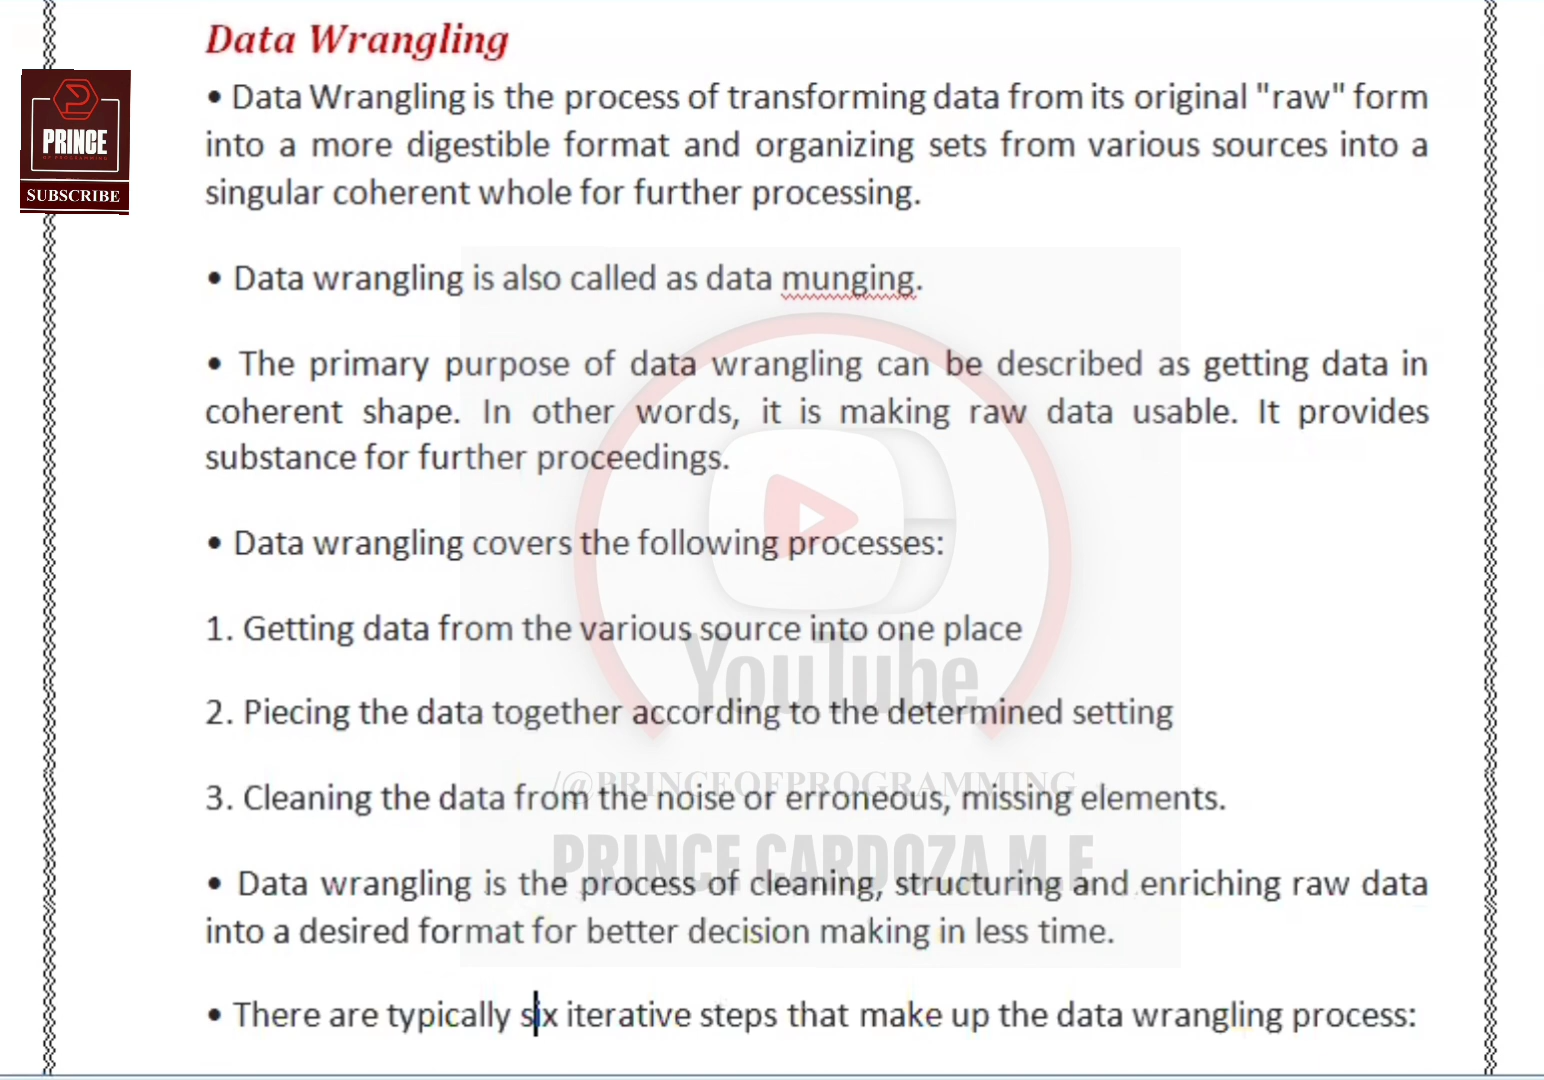 Data Wrangling
• Data Wrangling is the process of transforming data from its original "raw" form
into a more digestible format and organizing sets from various sources into a
singular coherent whole for further processing.
PRINCE
OF PROGRAMMING
SUBSCRIBE
• Data wrangling is also called as data munging.
• The primary purpose of data wrangling can be described as getting data in
coherent shape. In other words, it is making raw data usable. It provides
substance for further proceedings.
• Data wrangling covers the following processes:
1. Getting data from the various source into one place
YouTube
2. Piecing the data together according to the determined setting
/@PRINCEOFPROGRAMMING
3. Cleaning the data from the noise or erroneous, missing elements.
PRINCE CARDOZA M.E
• Data wrangling is the process of cleaning, structuring and enriching raw data
into a desired format for better decision making in less time.
• There are typically six iterative steps that make up the data wrangling process: